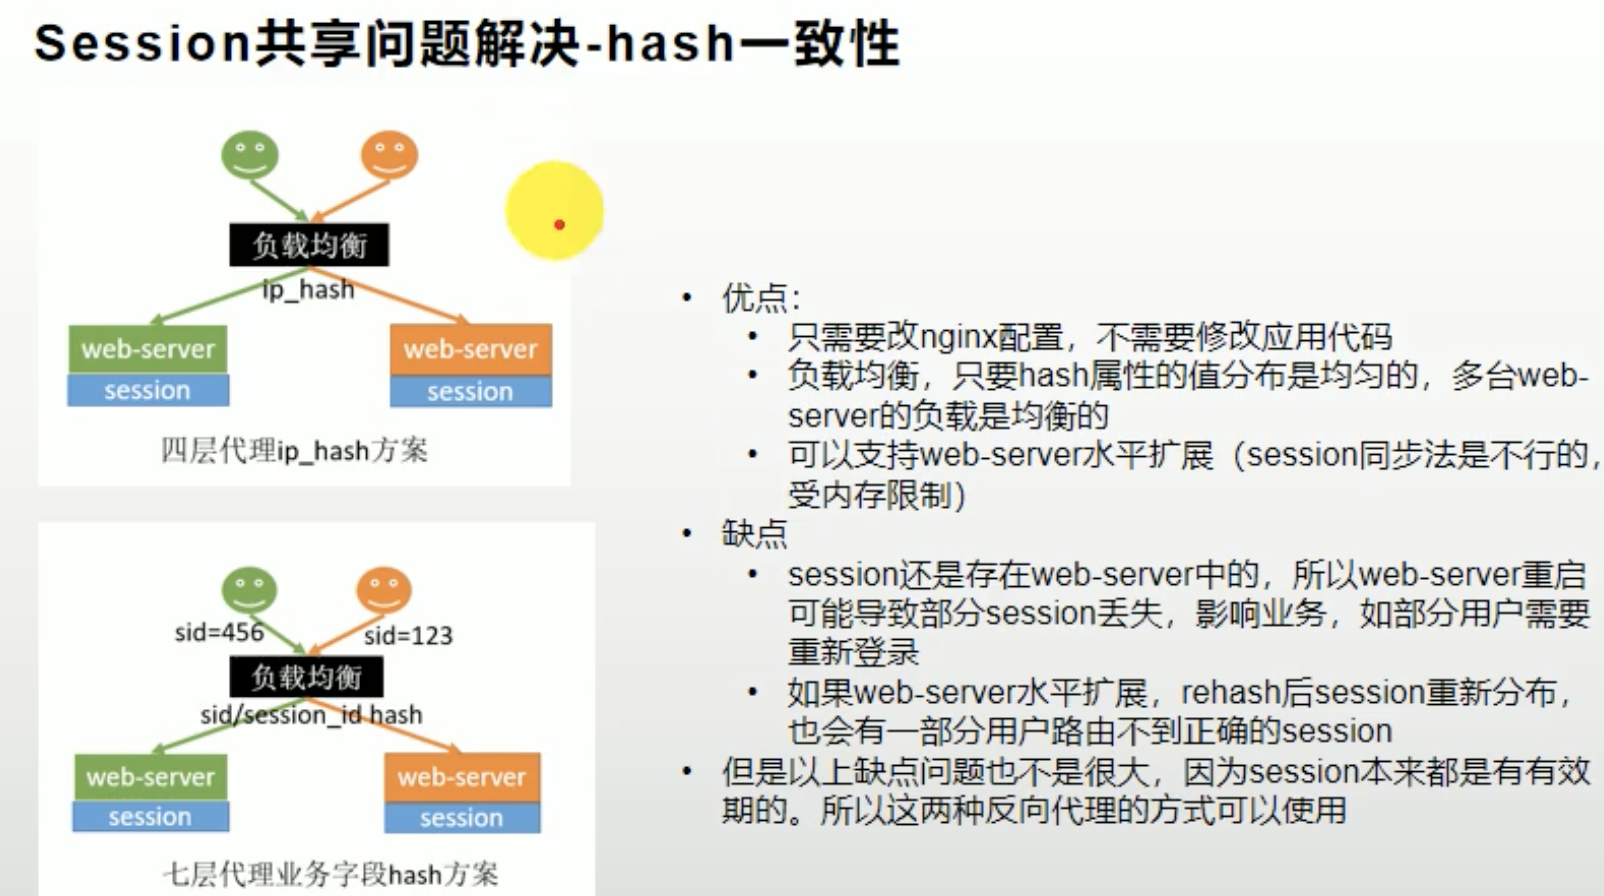 Session共享问题解决-hash一致性
负载均衡
ip_hash
web-server
web-server
session
session
四层代理ip_hash方案
sid=456
sid=123
负载均衡
sid/session_id hash
web-server
web-server
session
session
七层代理业务字段hash方案
• 优点：
• 只需要改nginx配置，不需要修改应用代码
• 负载均衡，只要hash属性的值分布是均匀的，多台web-
server的负载是均衡的
• 可以支持web-server水平扩展（session同步法是不行的，
受内存限制）
• 缺点
• session还是存在web-server中的，所以web-server重启
可能导致部分session丢失，影响业务，如部分用户需要
重新登录
• 如果web-server水平扩展，rehash后session重新分布，
也会有一部分用户路由不到正确的session
• 但是以上缺点问题也不是很大，因为session本来都是有有效
期的。所以这两种反向代理的方式可以使用